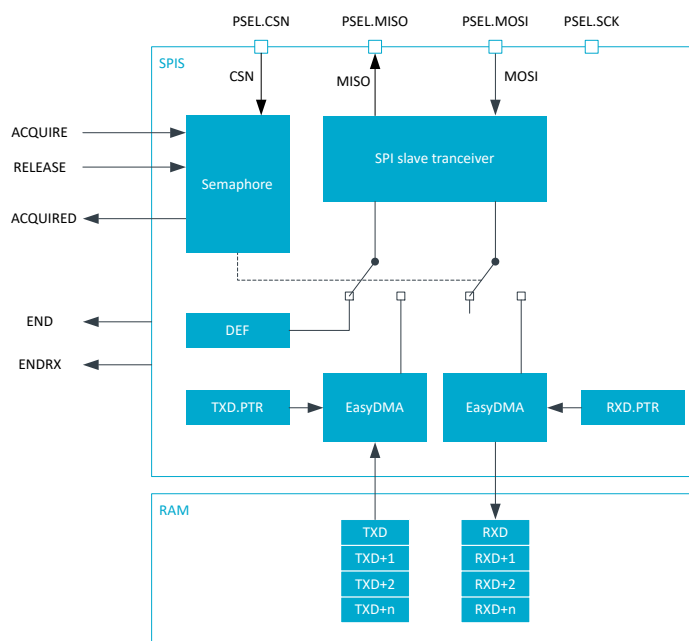 PSEL.CSN PSEL.MISO PSEL.MOSI PSEL.SCK
SPIS
CSN MISO MOSI
ACQUIRE
RELEASE
ACQUIRED
Semaphore
SPI slave tranceiver
END
ENDRX
DEF
TXD.PTR EasyDMA EasyDMA RXD.PTR
RAM
TXD RXD
TXD+1 RXD+1
TXD+2 RXD+2
TXD+n RXD+n